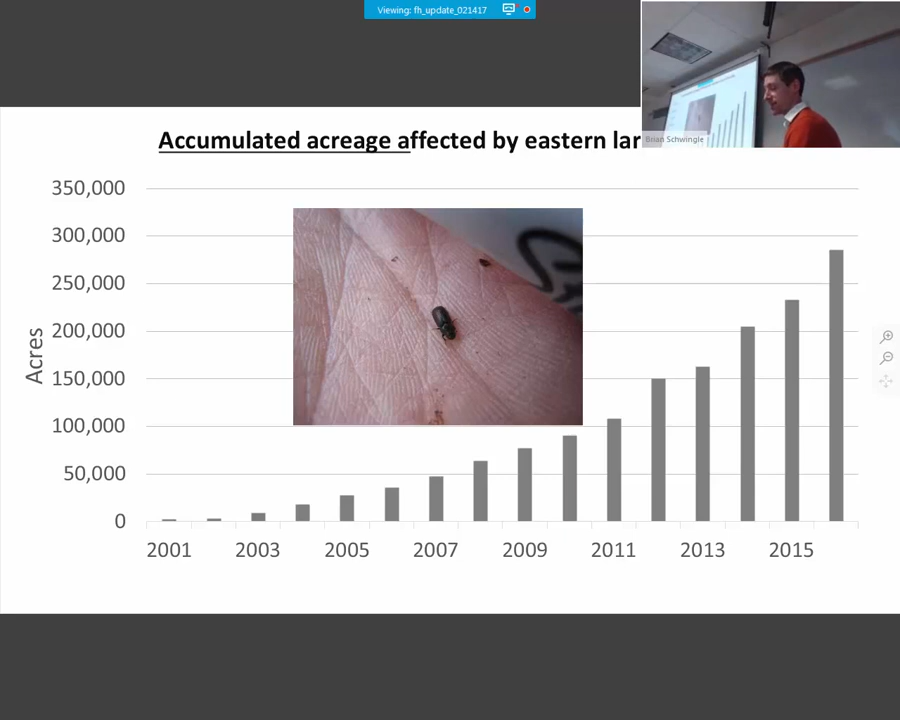 Viewing: fh_update_021417
Accumulated acreage affected by eastern lar
Brian Schwingle
350,000
300,000
250,000
200,000
150,000
100,000
50,000
0
Acres
2001 2003 2005 2007 2009 2011 2013 2015